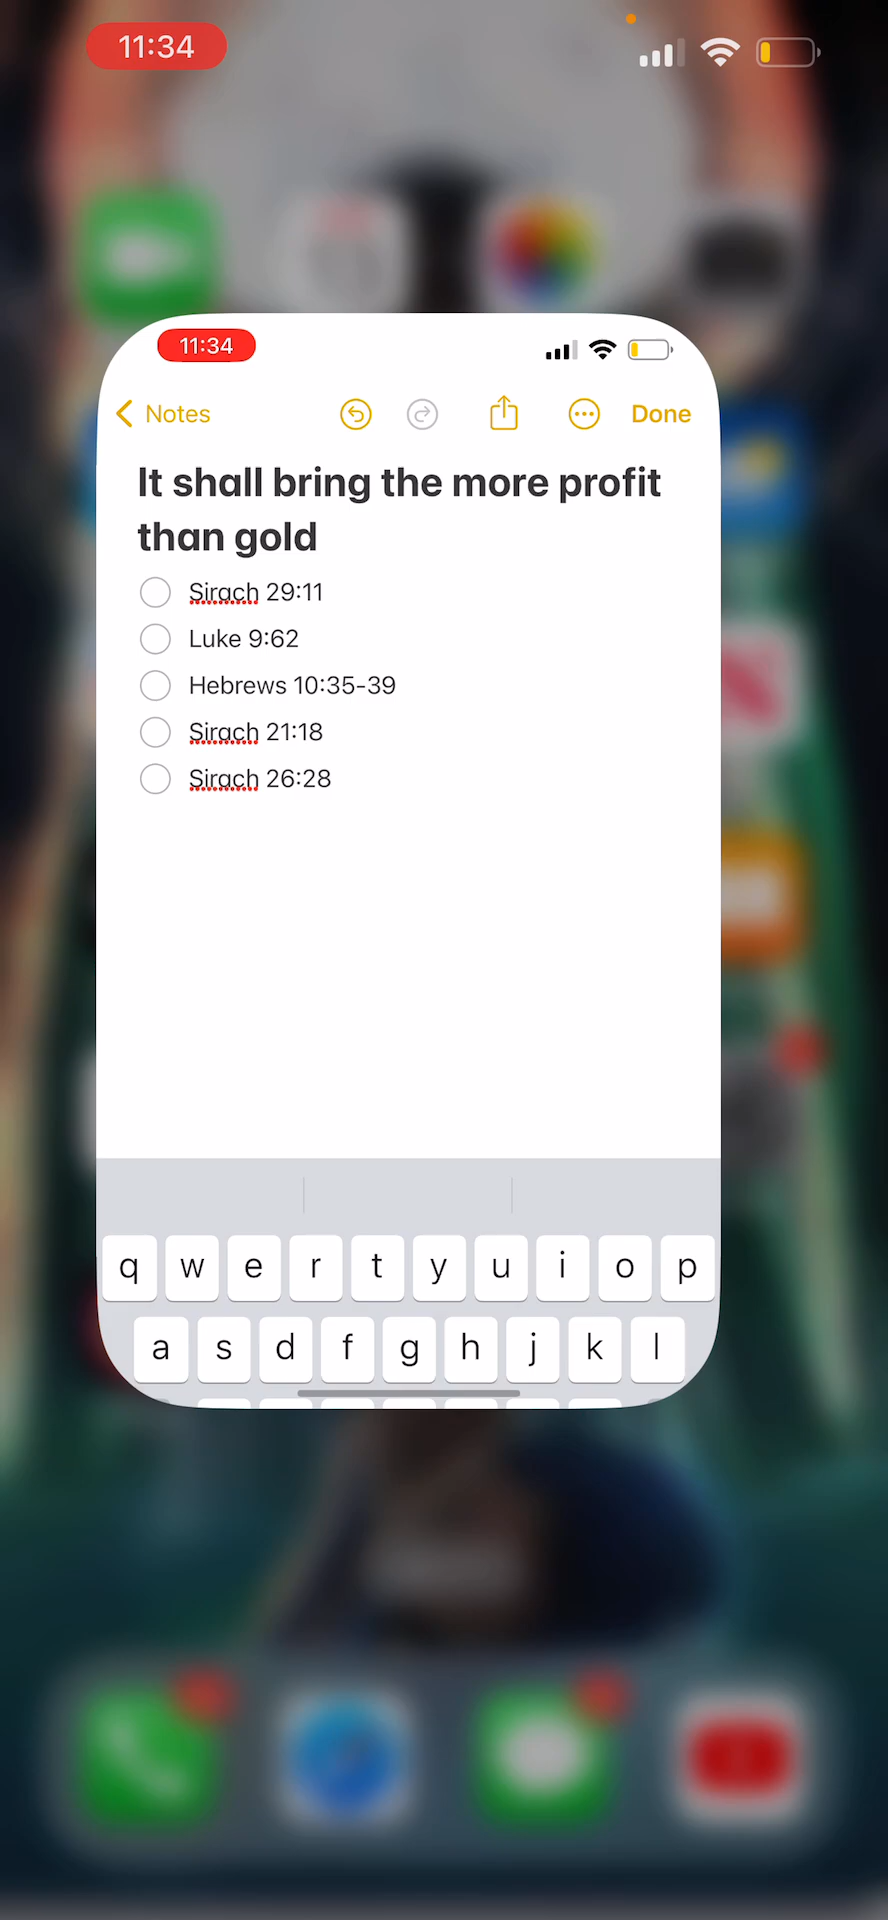 11:34
11:34
Notes
Done
It shall bring the more profit
than gold
Sirach 29:11
Luke 9:62
Hebrews 10:35-39
Sirach 21:18
Sirach 26:28
q w e r t y u i o p
a s d f g h j k l